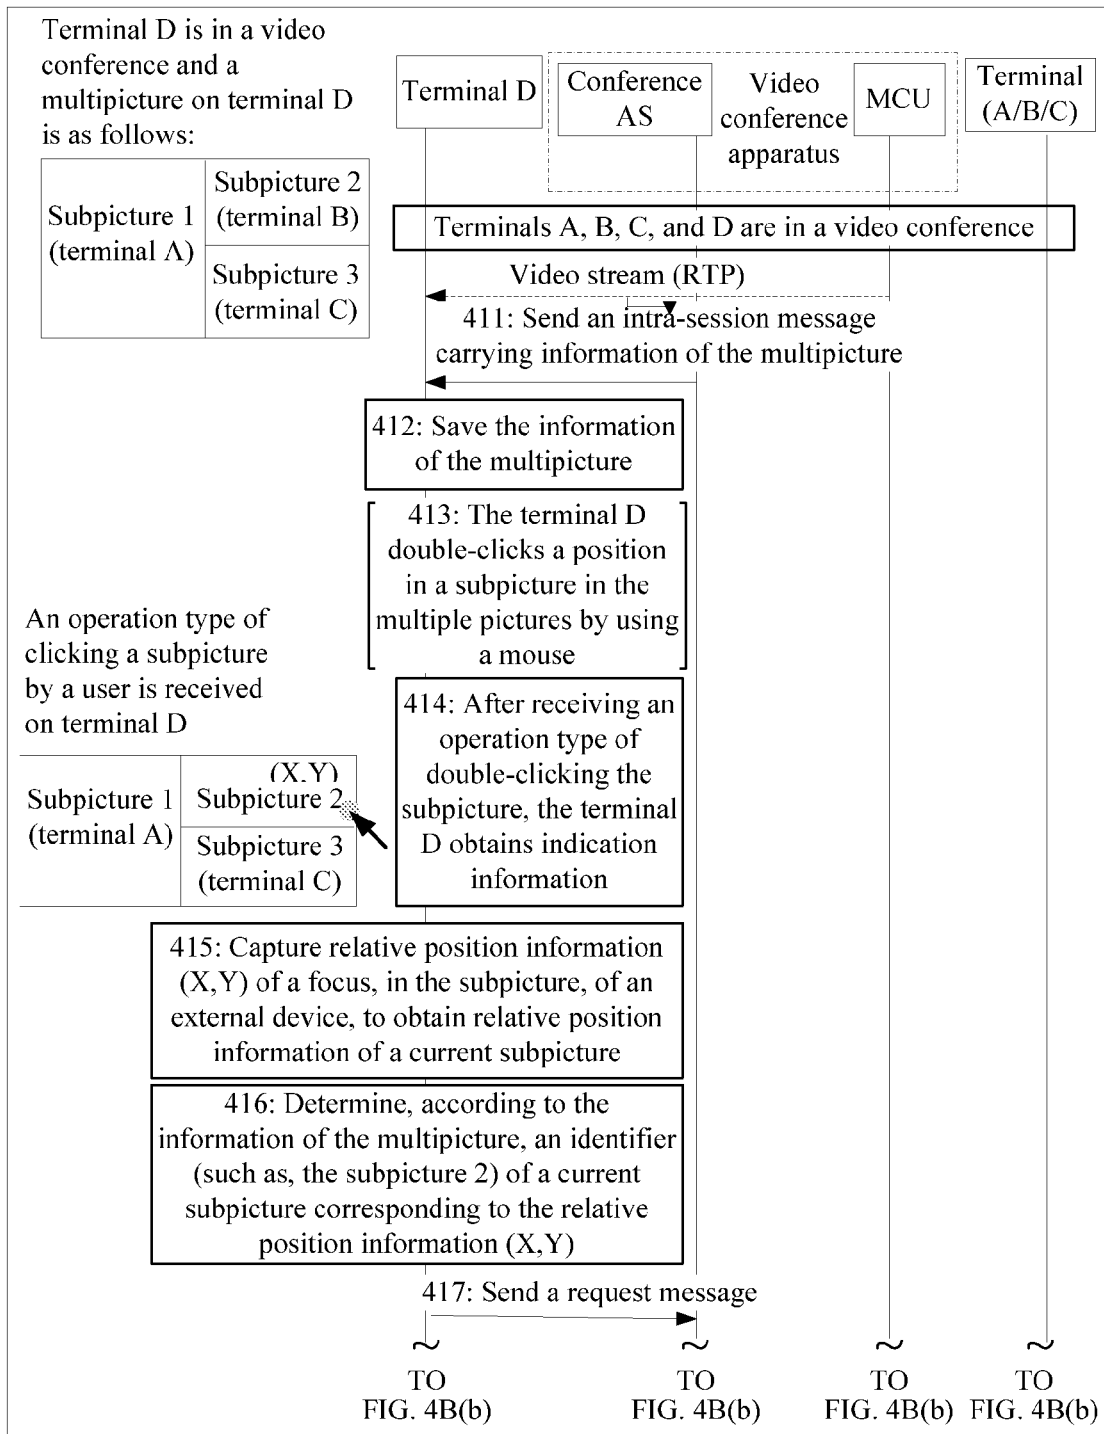 Terminal D is in a video
conference and a
multipicture on terminal D
is as follows:
Terminal D
Conference
AS
Video
conference
apparatus
MCU
Terminal
(A/B/C)
Subpicture 1
(terminal A)
Subpicture 2
(terminal B)
Subpicture 3
(terminal C)
Terminals A, B, C, and D are in a video conference
Video stream (RTP)
411: Send an intra-session message
carrying information of the multipicture
412: Save the information
of the multipicture
413: The terminal D
double-clicks a position
in a subpicture in the
multiple pictures by using
a mouse
An operation type of
clicking a subpicture
by a user is received
on terminal D
Subpicture 1
(terminal A)
(X,Y)
Subpicture 2
Subpicture 3
(terminal C)
414: After receiving an
operation type of
double-clicking the
subpicture, the terminal
D obtains indication
information
415: Capture relative position information
(X,Y) of a focus, in the subpicture, of an
external device, to obtain relative position
information of a current subpicture
416: Determine, according to the
information of the multipicture, an identifier
(such as, the subpicture 2) of a current
subpicture corresponding to the relative
position information (X,Y)
417: Send a request message
TO
FIG. 4B(b)
TO
FIG. 4B(b)
TO
FIG. 4B(b)
TO
FIG. 4B(b)